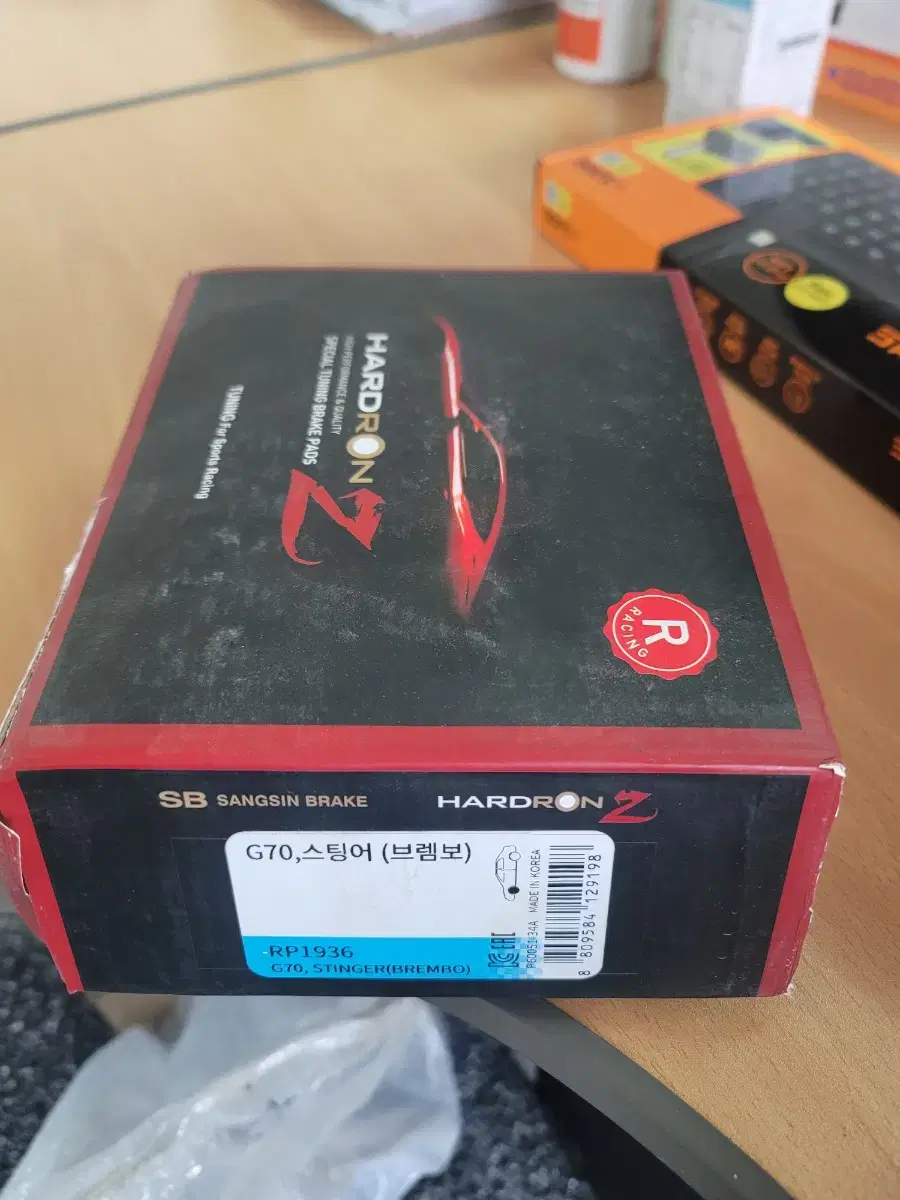 HARDRON Z
HIGH PERFORMANCE & QUALITY
SPECIAL TUNING BRAKE PADS
TUNING For Sports Racing
R
RACING
SB SANGSIN BRAKE
HARDRON Z
G70,스팅어 (브렘보)
RP1936
G70, STINGER(BREMBO)
EAC
MADE IN KOREA
8 809584 129198